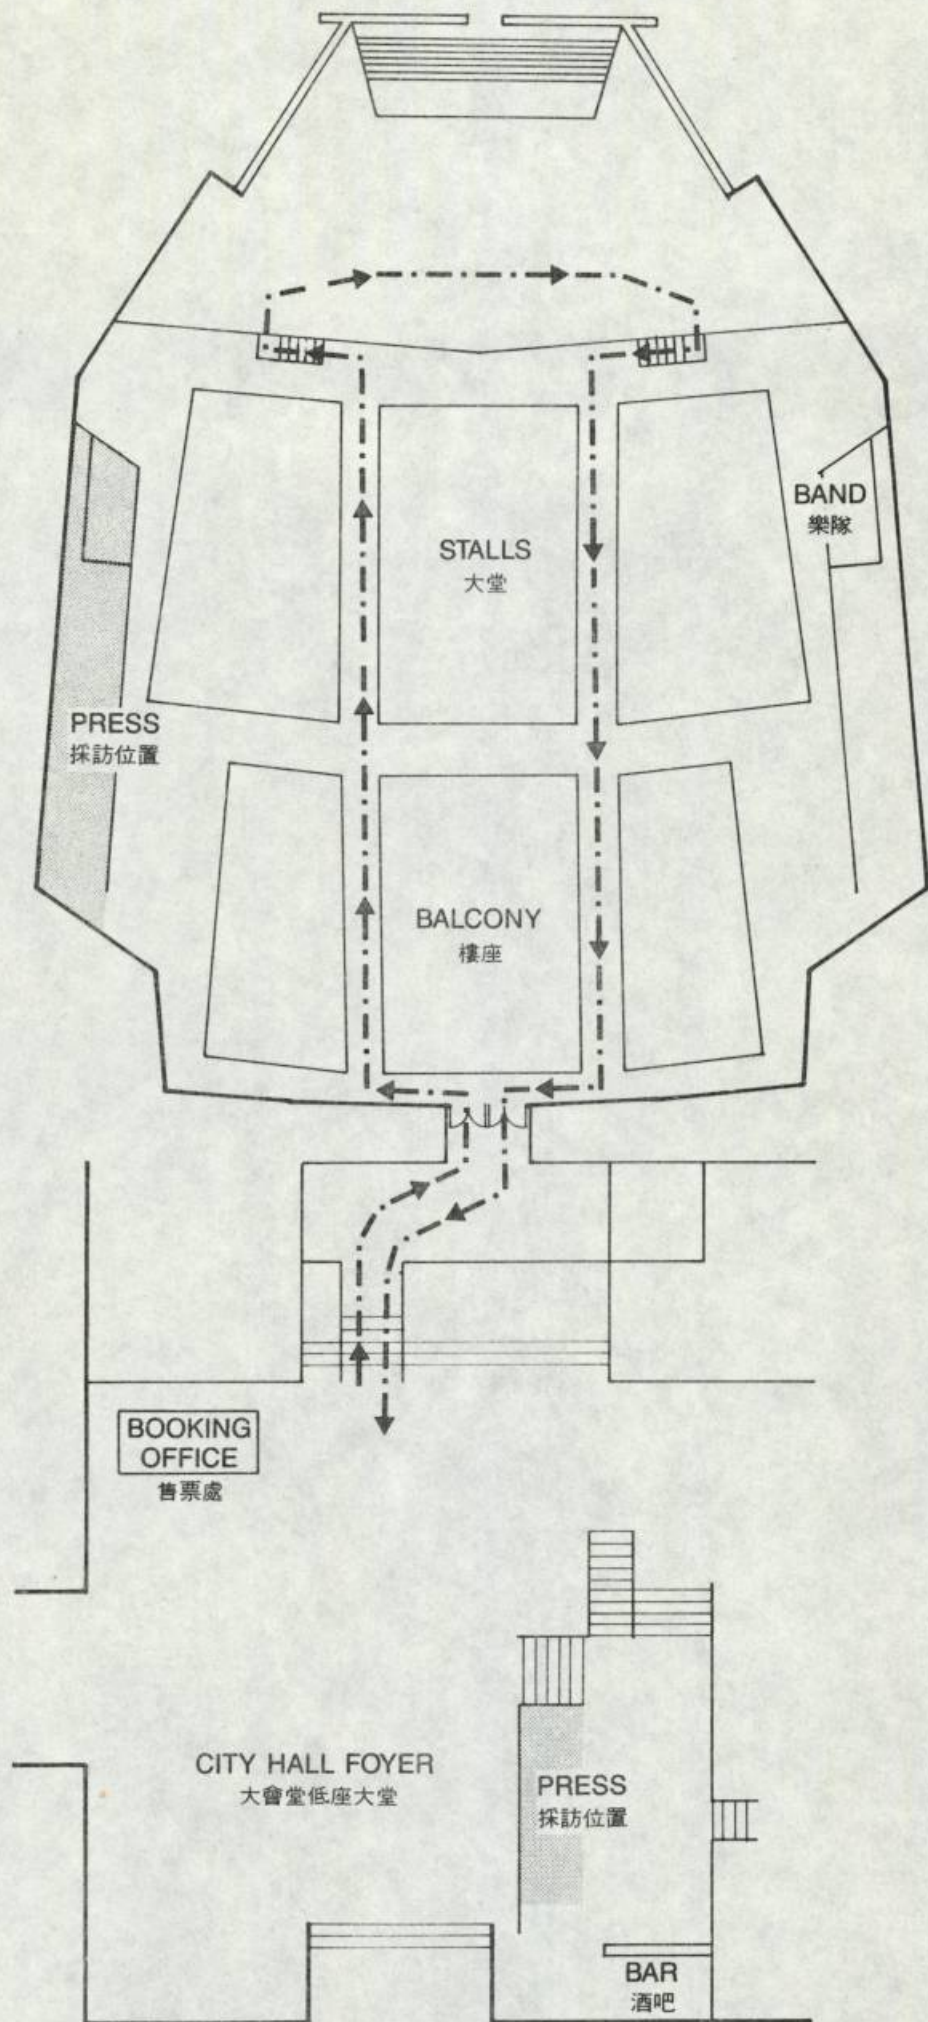 STALLS
大堂
BAND
樂隊
PRESS
採訪位置
BALCONY
樓座
BOOKING
OFFICE
售票處
CITY HALL FOYER
大會堂低座大堂
PRESS
採訪位置
BAR
酒吧